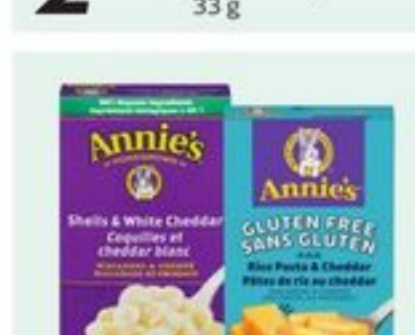 2
33 g
Annie's
Shells & White Cheddar
Coquilles et
cheddar blanc
Annie's
GLUTEN FREE
SANS GLUTEN
Rice Pasta & Cheddar
Pâtes de riz au cheddar